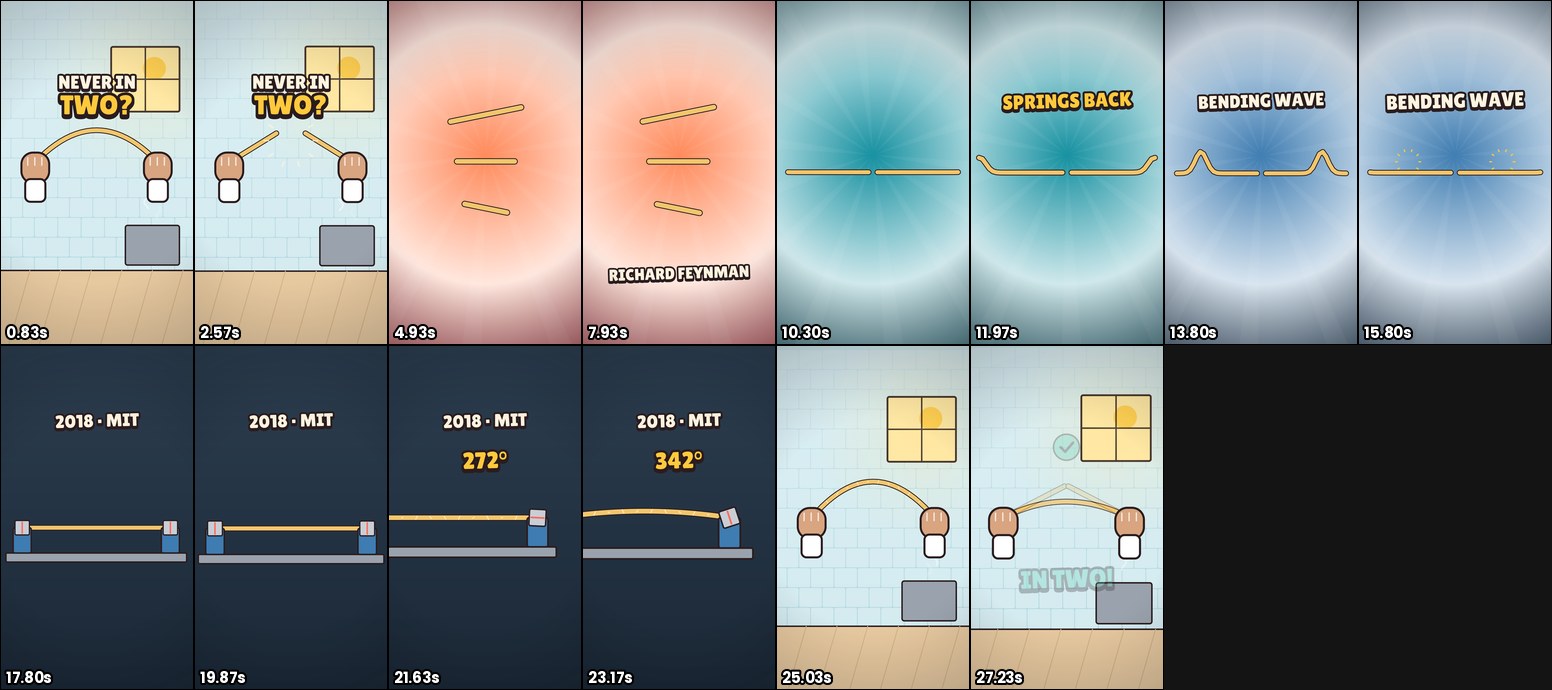 NEVER IN
TWO?
0.83s
NEVER IN
TWO?
2.57s
4.93s
RICHARD FEYNMAN
7.93s
10.30s
SPRINGS BACK
11.97s
BENDING WAVE
13.80s
BENDING WAVE
15.80s
2018 · MIT
17.80s
2018 · MIT
19.87s
2018 · MIT
272°
21.63s
2018 · MIT
342°
23.17s
25.03s
IN TWO!
27.23s